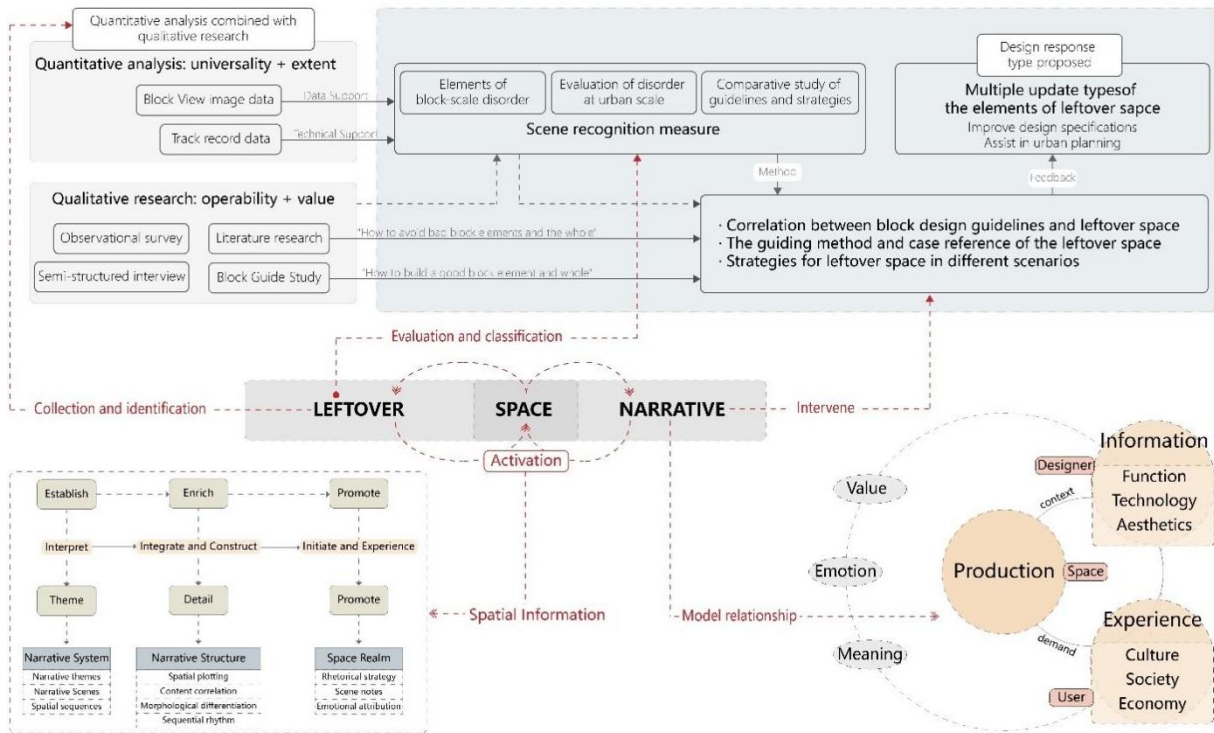 Quantitative analysis combined with
qualitative research
Quantitative analysis: universality + extent
Block View image data
Data Support
Track record data
Technical Support
Elements of
block-scale disorder
Evaluation of disorder
at urban scale
Comparative study of
guidelines and strategies
Scene recognition measure
Design response
type proposed
Multiple update typesof
the elements of leftover sapce
Improve design specifications
Assist in urban planning
Method
Feedback
Qualitative research: operability + value
Observational survey
Literature research
Semi-structured interview
Block Guide Study
"How to avoid bad block elements and the whole"
"How to build a good block element and whole"
· Correlation between block design guidelines and leftover space
· The guiding method and case reference of the leftover space
· Strategies for leftover space in different scenarios
Evaluation and classification
Collection and identification
LEFTOVER
SPACE
NARRATIVE
Intervene
Activation
Establish
Enrich
Promote
Interpret
Integrate and Construct
Initiate and Experience
Theme
Detail
Promote
Spatial Information
Model relationship
Narrative System
Narrative themes
Narrative Scenes
Spatial sequences
Narrative Structure
Spatial plotting
Content correlation
Morphological differentiation
Sequential rhythm
Space Realm
Rhetorical strategy
Scene notes
Emotional attribution
Value
Emotion
Meaning
Production
Designer
context
Space
demand
User
Information
Function
Technology
Aesthetics
Experience
Culture
Society
Economy